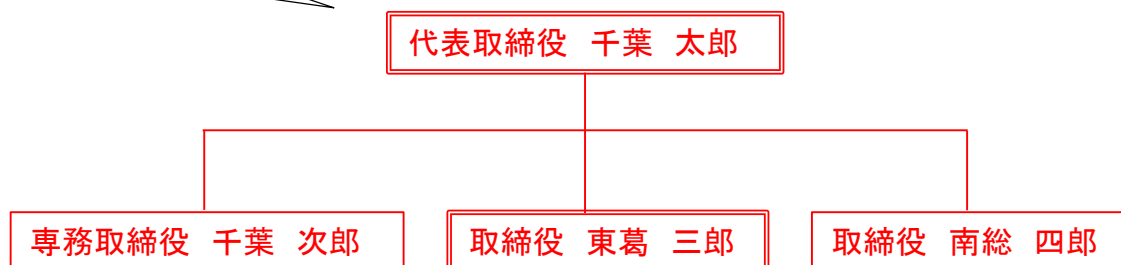 代表取締役 千葉 太郎
専務取締役 千葉 次郎
取締役 東葛 三郎
取締役 南総 四郎